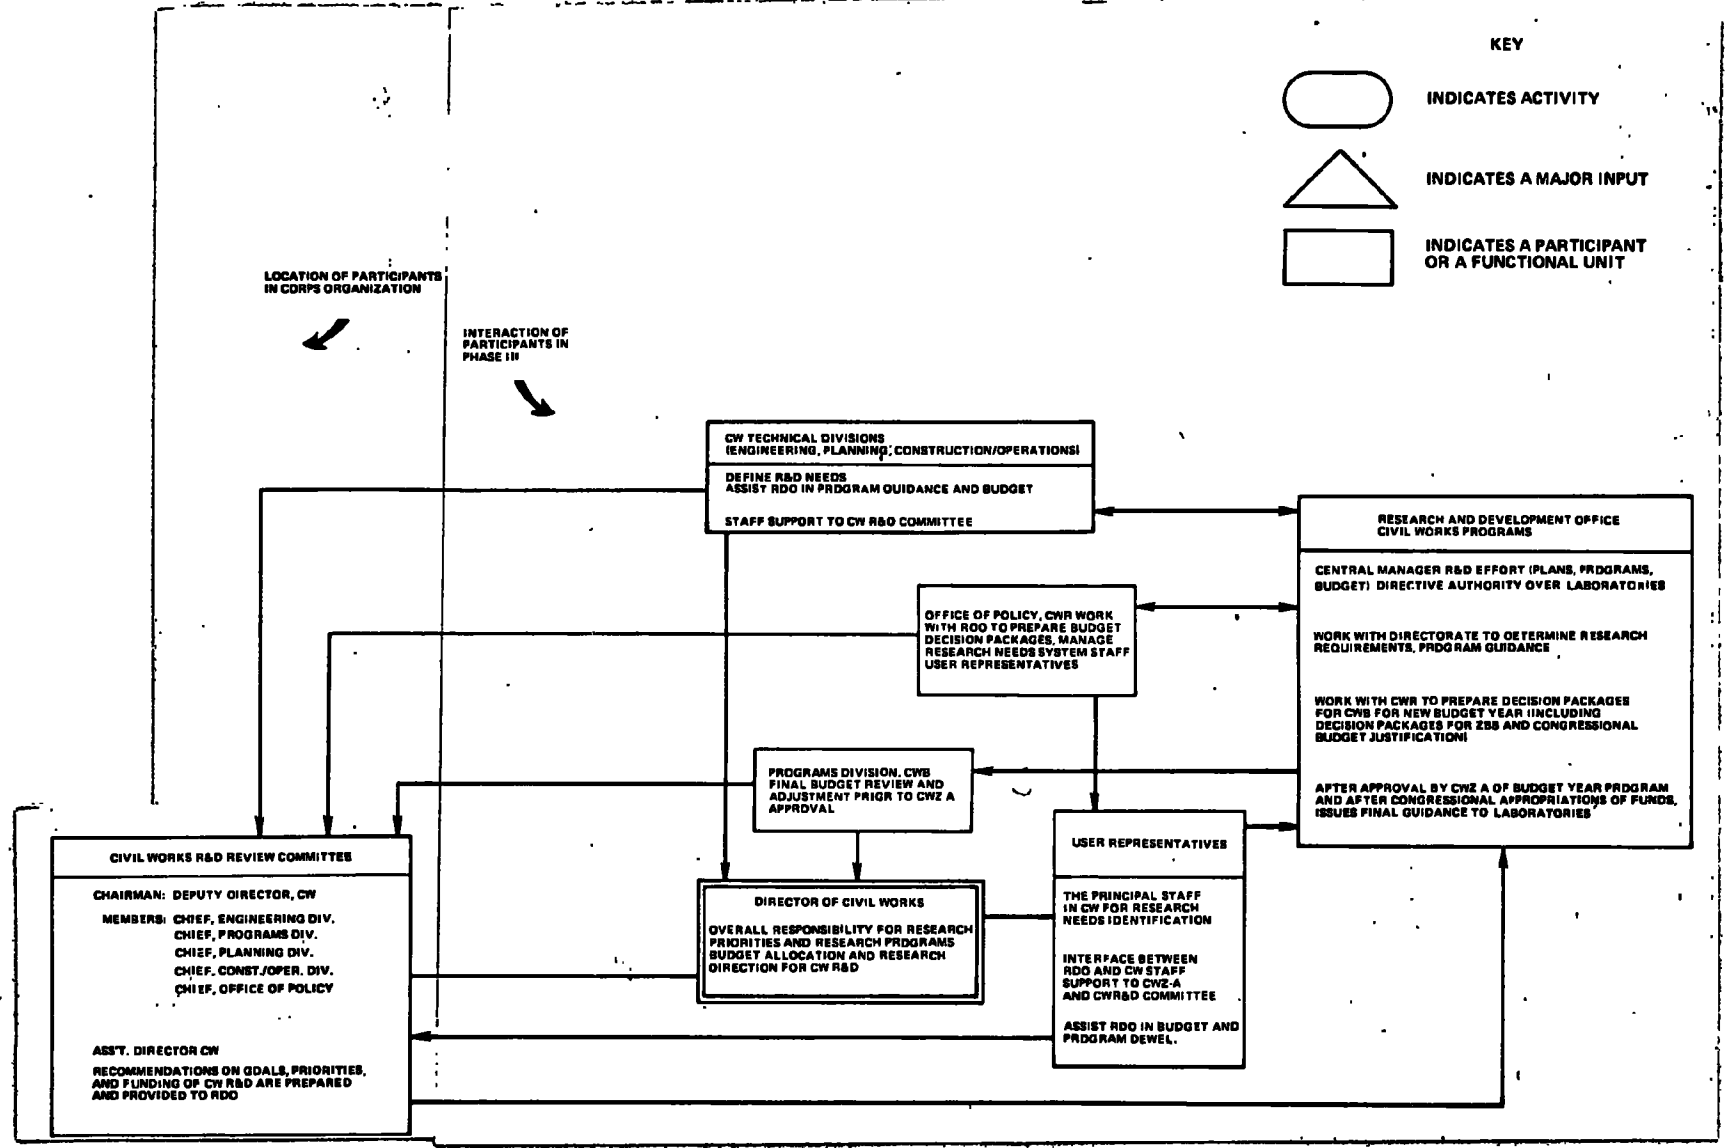 KEY
INDICATES ACTIVITY
INDICATES A MAJOR INPUT
INDICATES A PARTICIPANT
OR A FUNCTIONAL UNIT
LOCATION OF PARTICIPANTS
IN CORPS ORGANIZATION
INTERACTION OF
PARTICIPANTS IN
PHASE III
CW TECHNICAL DIVISIONS
(ENGINEERING, PLANNING, CONSTRUCTION/OPERATIONS)
DEFINE R&D NEEDS
ASSIST RDO IN PROGRAM GUIDANCE AND BUDGET
STAFF SUPPORT TO CW R&D COMMITTEE
RESEARCH AND DEVELOPMENT OFFICE
CIVIL WORKS PROGRAMS
CENTRAL MANAGER R&D EFFORT (PLANS, PROGRAMS,
BUDGET) DIRECTIVE AUTHORITY OVER LABORATORIES
WORK WITH DIRECTORATE TO DETERMINE RESEARCH
REQUIREMENTS, PROGRAM GUIDANCE
WORK WITH CWR TO PREPARE DECISION PACKAGES
FOR CWB FOR NEW BUDGET YEAR (INCLUDING
DECISION PACKAGES FOR ZBB AND CONGRESSIONAL
BUDGET JUSTIFICATION)
AFTER APPROVAL BY CWZ A OF BUDGET YEAR PROGRAM
AND AFTER CONGRESSIONAL APPROPRIATIONS OF FUNDS,
ISSUES FINAL GUIDANCE TO LABORATORIES
OFFICE OF POLICY, CWR WORK
WITH RDO TO PREPARE BUDGET
DECISION PACKAGES, MANAGE
RESEARCH NEEDS SYSTEM STAFF
USER REPRESENTATIVES
PROGRAMS DIVISION, CWB
FINAL BUDGET REVIEW AND
ADJUSTMENT PRIOR TO CWZ A
APPROVAL
USER REPRESENTATIVES
THE PRINCIPAL STAFF
IN CW FOR RESEARCH
NEEDS IDENTIFICATION
INTERFACE BETWEEN
RDO AND CW STAFF
SUPPORT TO CWZ-A
AND CWR&D COMMITTEE
ASSIST RDO IN BUDGET AND
PROGRAM DEWEL.
DIRECTOR OF CIVIL WORKS
OVERALL RESPONSIBILITY FOR RESEARCH
PRIORITIES AND RESEARCH PROGRAMS
BUDGET ALLOCATION AND RESEARCH
DIRECTION FOR CW R&D
CIVIL WORKS R&D REVIEW COMMITTEE
CHAIRMAN: DEPUTY DIRECTOR, CW
MEMBERS: CHIEF, ENGINEERING DIV.
CHIEF, PROGRAMS DIV.
CHIEF, PLANNING DIV.
CHIEF. CONST./OPER. DIV.
CHIEF, OFFICE OF POLICY
ASS'T. DIRECTOR CW
RECOMMENDATIONS ON GOALS, PRIORITIES,
AND FUNDING OF CW R&D ARE PREPARED
AND PROVIDED TO RDO